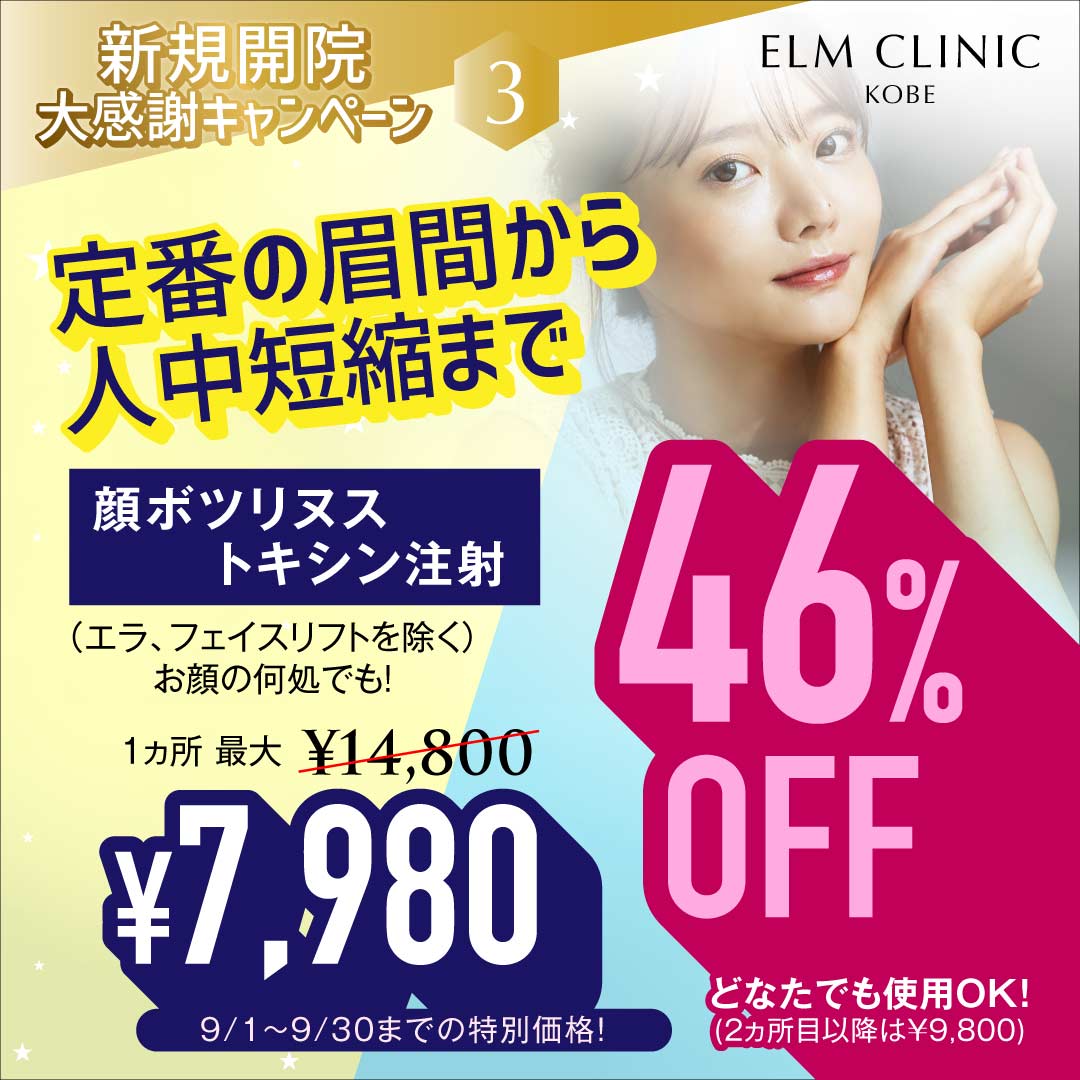 新規開院
大感謝キャンペーン
3
ELM CLINIC
KOBE
定番の眉間から
人中短縮まで
顔ボツリヌス
トキシン注射
（エラ、フェイスリフトを除く）
お顔の何処でも!
1ヵ所 最大 ¥14,800
¥7,980
9/1〜9/30までの特別価格!
46%
OFF
どなたでも使用OK!
(2ヵ所目以降は¥9,800)